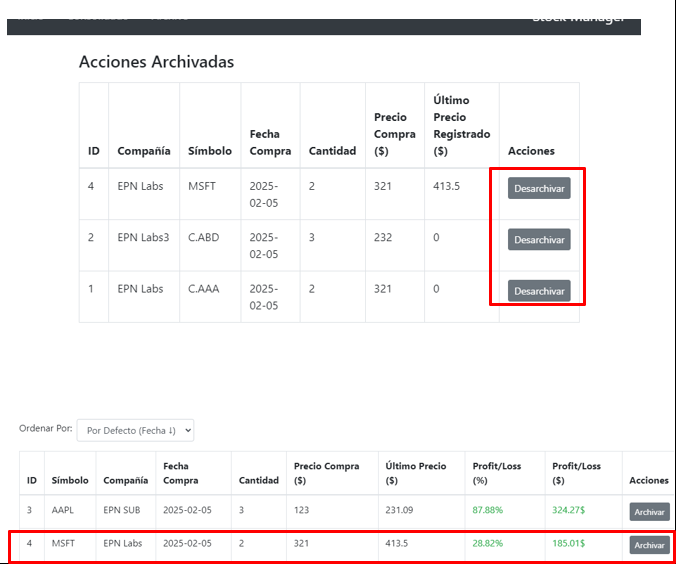 Stock Manager
Acciones Archivadas
ID Compañía Símbolo Fecha Compra Cantidad Precio Compra ($) Último Precio Registrado ($) Acciones
4 EPN Labs MSFT 2025-02-05 2 321 413.5 Desarchivar
2 EPN Labs3 C.ABD 2025-02-05 3 232 0 Desarchivar
1 EPN Labs C.AAA 2025-02-05 2 321 0 Desarchivar
Ordenar Por: Por Defecto (Fecha ↓)
ID Símbolo Compañía Fecha Compra Cantidad Precio Compra ($) Último Precio ($) Profit/Loss (%) Profit/Loss ($) Acciones
3 AAPL EPN SUB 2025-02-05 3 123 231.09 87.88% 324.27$ Archivar
4 MSFT EPN Labs 2025-02-05 2 321 413.5 28.82% 185.01$ Archivar